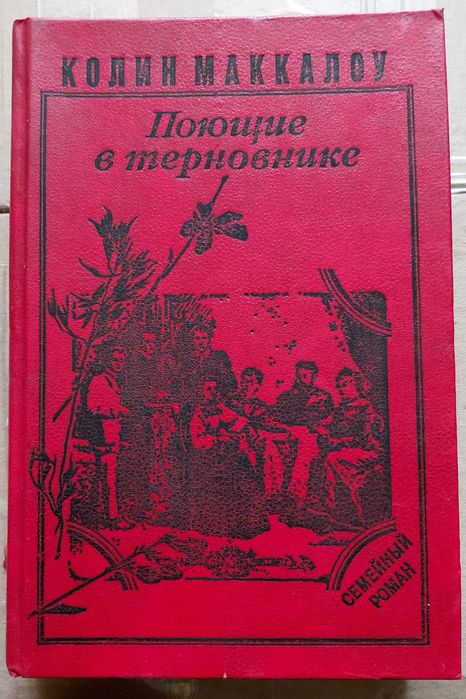 КОЛИН МАККАЛОУ
Поющие
в терновнике
СЕМЕЙНЫЙ
РОМАН